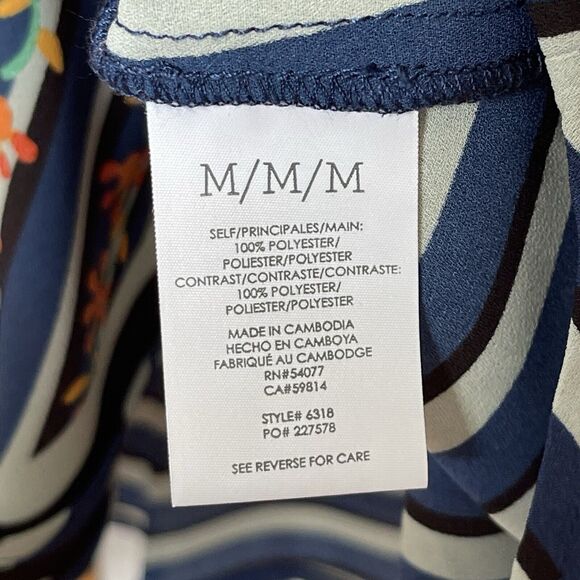 M/M/M
SELF/PRINCIPALES/MAIN:
100% POLYESTER/
POLIESTER/POLYESTER
CONTRAST/CONTRASTE/CONTRASTE:
100% POLYESTER/
POLIESTER/POLYESTER
MADE IN CAMBODIA
HECHO EN CAMBOYA
FABRIQUÉ AU CAMBODGE
RN#54077
CA#59814
STYLE# 6318
PO# 227578
SEE REVERSE FOR CARE